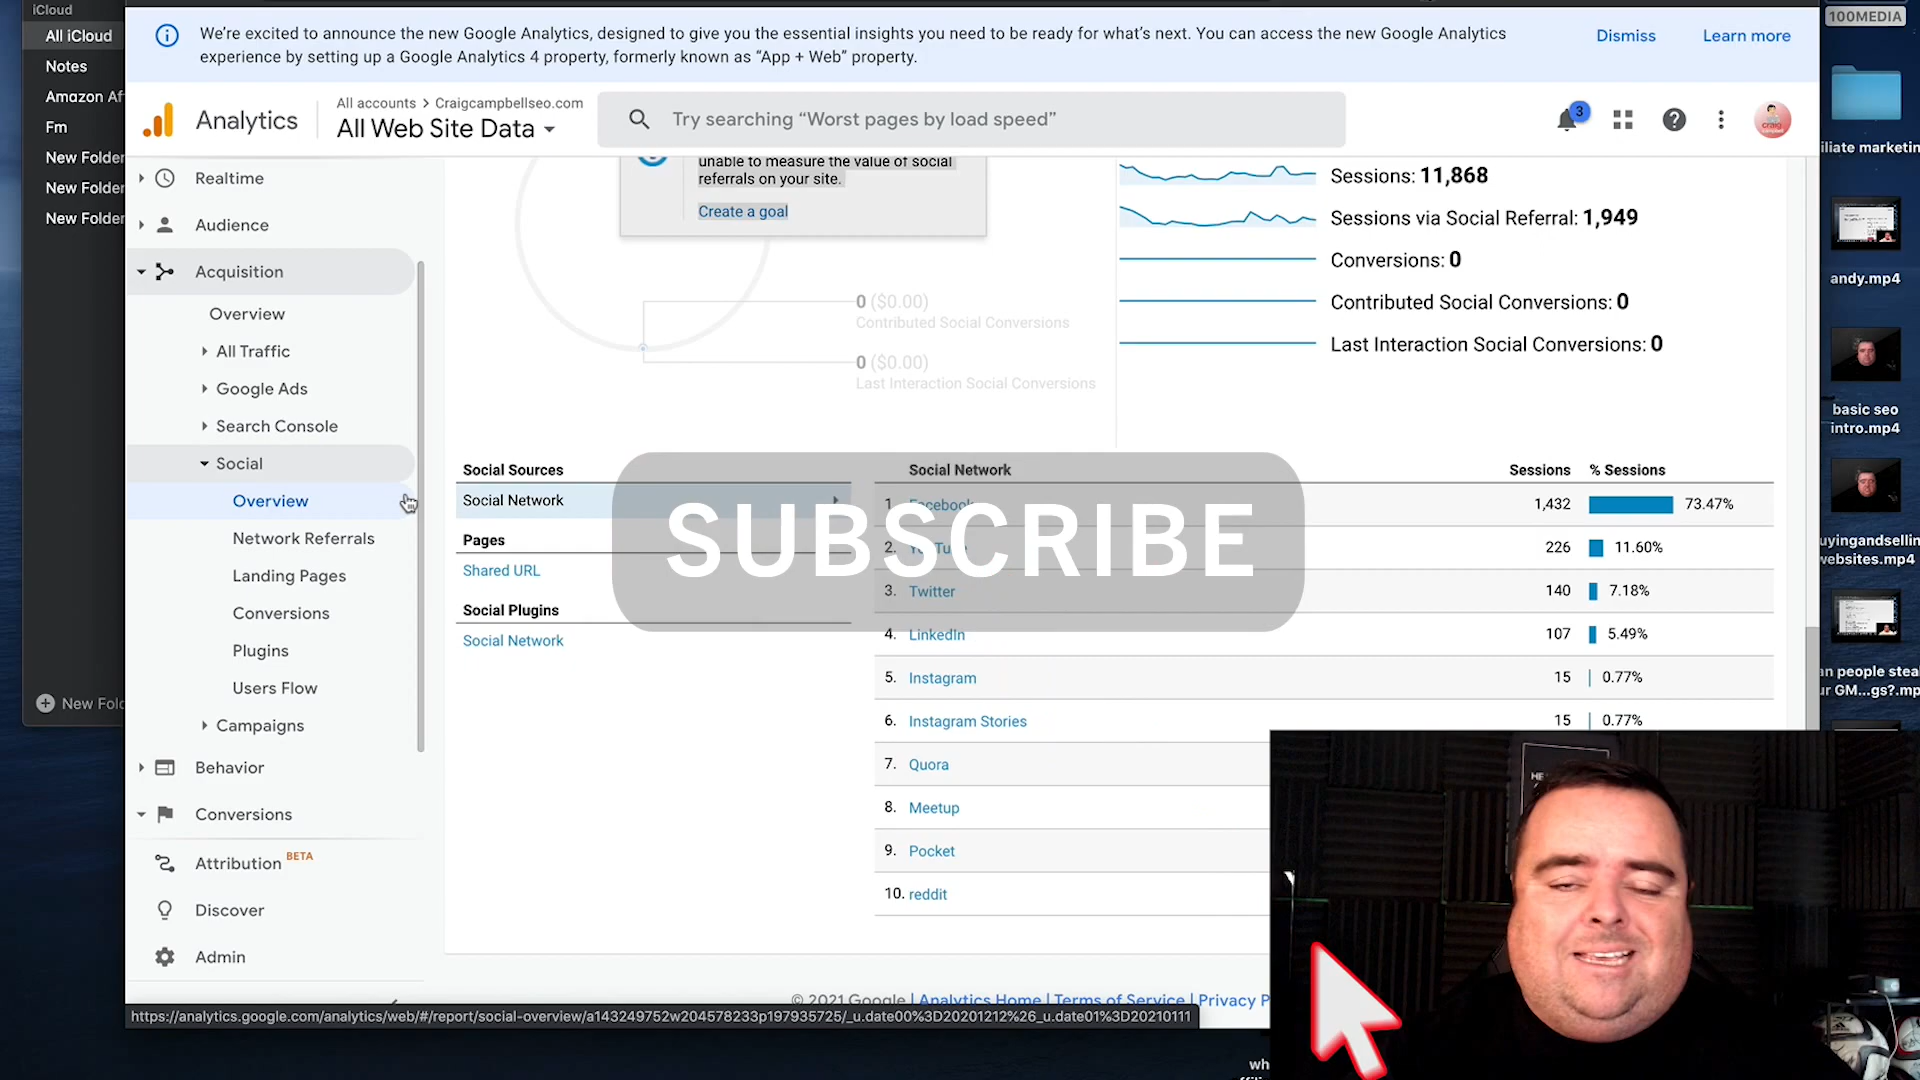 iCloud
All iCloud
Notes
Amazon Af
Fm
New Folder
New Folder
New Folder
New Fold
We're excited to announce the new Google Analytics, designed to give you the essential insights you need to be ready for what's next. You can access the new Google Analytics
experience by setting up a Google Analytics 4 property, formerly known as "App + Web" property.
Dismiss
Learn more
Analytics
All accounts > Craigcampbellseo.com
All Web Site Data
Try searching "Worst pages by load speed"
3
Realtime
Audience
Acquisition
Overview
All Traffic
Google Ads
Search Console
Social
Overview
Network Referrals
Landing Pages
Conversions
Plugins
Users Flow
Campaigns
Behavior
Conversions
Attribution BETA
Discover
Admin
unable to measure the value of social
referrals on your site.
Create a goal
0 ($0.00)
Contributed Social Conversions
0 ($0.00)
Last Interaction Social Conversions
Sessions: 11,868
Sessions via Social Referral: 1,949
Conversions: 0
Contributed Social Conversions: 0
Last Interaction Social Conversions: 0
Social Sources
Social Network
Pages
Shared URL
Social Plugins
Social Network
Social Network Sessions % Sessions
1. Facebook 1,432 73.47%
2. YouTube 226 11.60%
3. Twitter 140 7.18%
4. LinkedIn 107 5.49%
5. Instagram 15 0.77%
6. Instagram Stories 15 0.77%
7. Quora
8. Meetup
9. Pocket
10. reddit
SUBSCRIBE
© 2021 Google | Analytics Home | Terms of Service | Privacy P
https://analytics.google.com/analytics/web/#/report/social-overview/a143249752w204578233p197935725/_u.date00%3D20201212%26_u.date01%3D20210111
100MEDIA
iliate marketin
andy.mp4
basic seo
intro.mp4
uyingandsellin
websites.mp4
an people steal
ur GM...gs?.mp
HE
wh